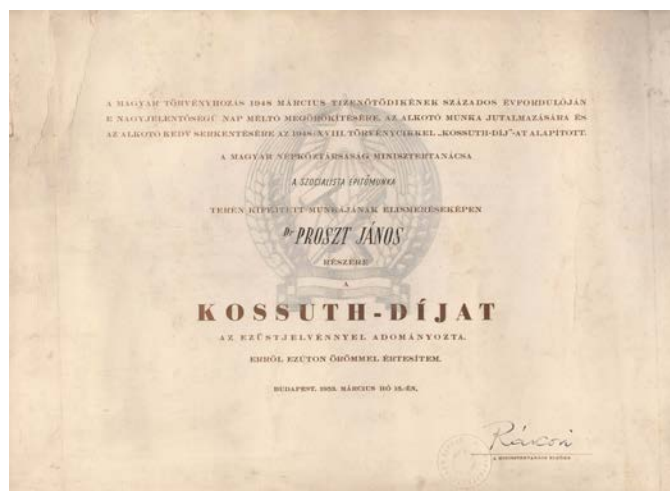 A MAGYAR TÖRVÉNYHOZÁS 1948 MÁRCIUS TIZENÖTÖDIKÉNEK SZÁZADOS ÉVFORDULÓJÁN
E NAGYJELENTŐSÉGŰ NAP MÉLTÓ MEGÖRÖKÍTÉSÉRE, AZ ALKOTÓ MUNKA JUTALMAZÁSÁRA ÉS
AZ ALKOTÓ KEDV SERKENTÉSÉRE AZ 1948:XVIII. TÖRVÉNYCIKKEL „KOSSUTH-DÍJ”-AT ALAPÍTOTT.
A MAGYAR NÉPKÖZTÁRSASÁG MINISZTERTANÁCSA
A SZOCIALISTA ÉPÍTŐMUNKA
TERÉN KIFEJTETT MUNKÁJÁNAK ELISMERÉSEKÉPEN
Dr PROSZT JÁNOS
RÉSZÉRE
A
KOSSUTH-DÍJAT
AZ EZÜSTJELVÉNNYEL ADOMÁNYOZTA.
ERRŐL EZÚTON ÖRÖMMEL ÉRTESÍTEM.
BUDAPEST, 1953. MÁRCIUS HÓ 15.-ÉN,
Rákosi
A MINISZTERTANÁCS ELNÖKE